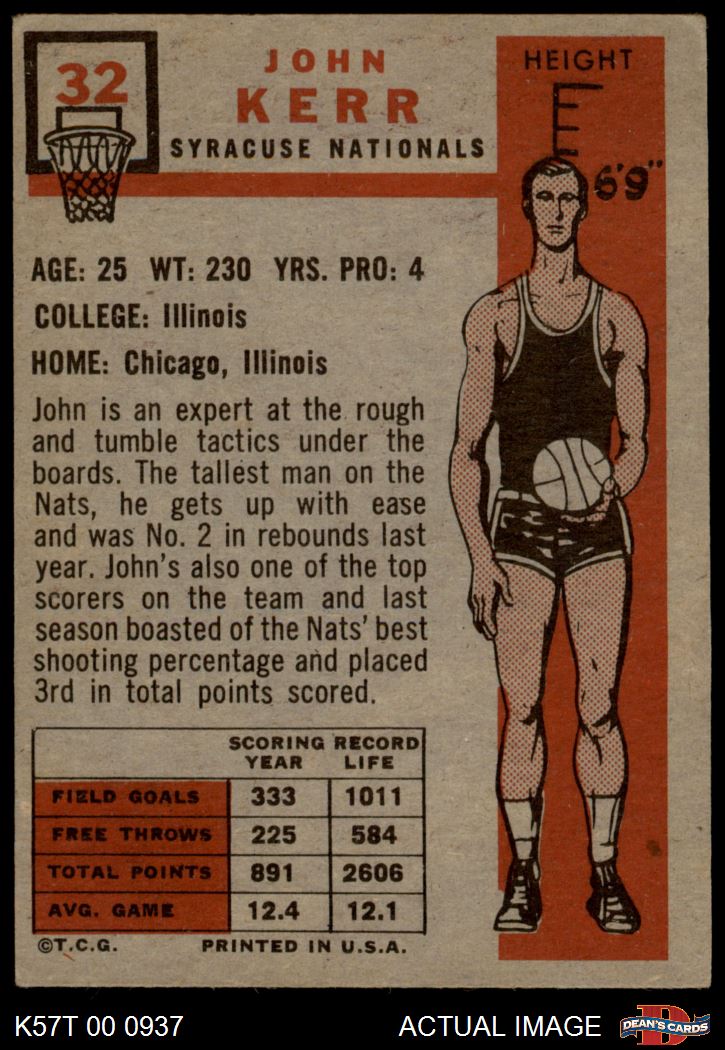 32
JOHN
KERR
SYRACUSE NATIONALS
HEIGHT
6'9"
AGE: 25 WT: 230 YRS. PRO: 4
COLLEGE: Illinois
HOME: Chicago, Illinois
John is an expert at the rough
and tumble tactics under the
boards. The tallest man on the
Nats, he gets up with ease
and was No. 2 in rebounds last
year. John's also one of the top
scorers on the team and last
season boasted of the Nats' best
shooting percentage and placed
3rd in total points scored.
SCORING RECORD
YEAR LIFE
FIELD GOALS 333 1011
FREE THROWS 225 584
TOTAL POINTS 891 2606
AVG. GAME 12.4 12.1
©T.C.G. PRINTED IN U.S.A.
K57T 00 0937 ACTUAL IMAGE D DEAN'S CARDS